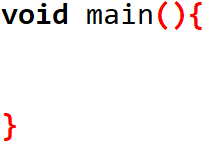 void main(){
}